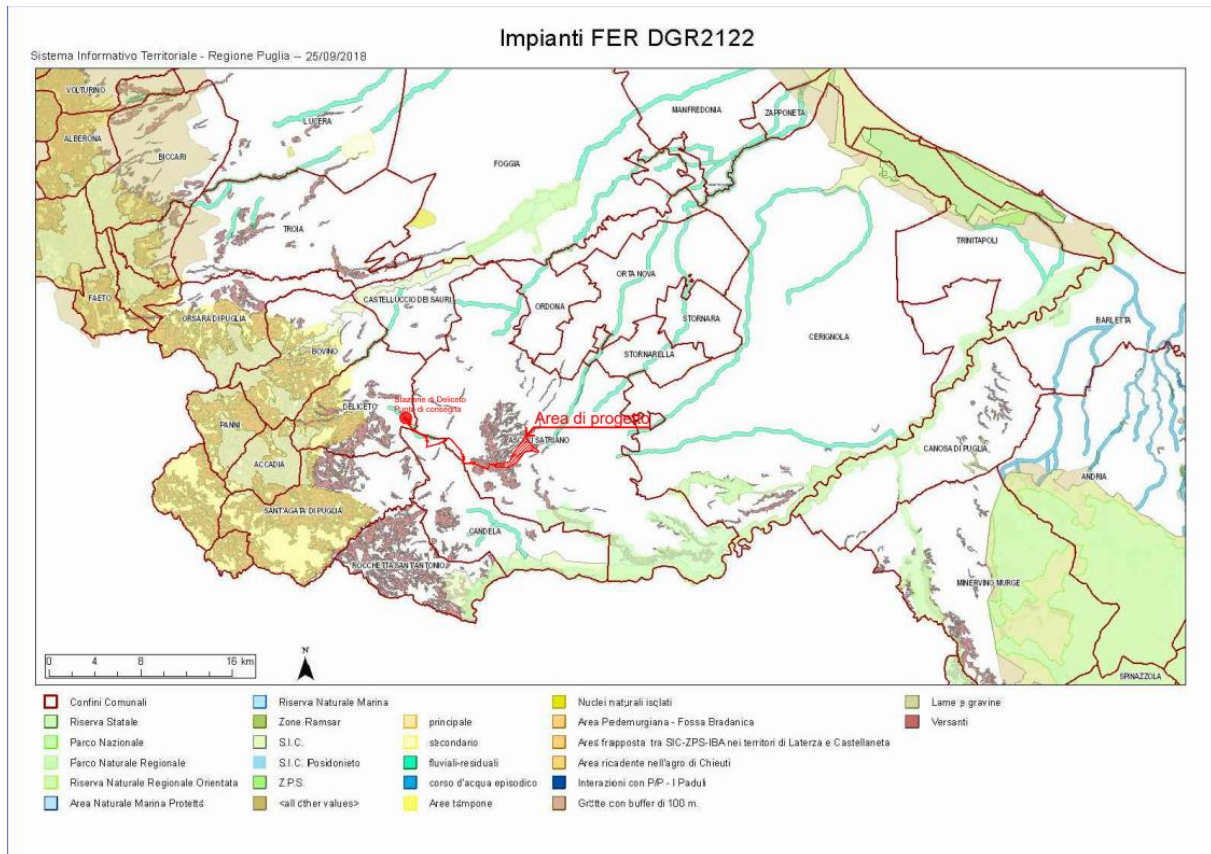 Impianti FER DGR2122
Sistema Informativo Territoriale - Regione Puglia -- 25/09/2018
VOLTURINO
ALBERONA
BICCARI
LUCERA
FOGGIA
MANFREDONIA
ZAPPONETA
TROIA
TRINITAPOLI
FAETO
ORSARA DI PUGLIA
CASTELLUCCIO DEI SAURI
ORDONA
ORTA NOVA
STORNARA
STORNARELLA
CERIGNOLA
BARLETTA
BOVINO
DELICETO
Stazione di Deliceto
Punto di consegna
Area di progetto
ASCOLI SATRIANO
PANNI
ACCADIA
CANOSA DI PUGLIA
ANDRIA
SANT'AGATA DI PUGLIA
CANDELA
ROCCHETTA SANT'ANTONIO
MINERVINO MURGE
SPINAZZOLA
0 4 8 16 km
N
Confini Comunali
Riserva Statale
Parco Nazionale
Parco Naturale Regionale
Riserva Naturale Regionale Orientata
Area Naturale Marina Protetta
Riserva Naturale Marina
Zone Ramsar
S.I.C.
S.I.C. Posidonieto
Z.P.S.
<all other values>
principale
secondario
fluviali-residuali
corso d'acqua episodico
Aree tampone
Nuclei naturali isolati
Area Pedemurgiana - Fossa Bradanica
Area frapposta tra SIC-ZPS-IBA nei territori di Laterza e Castellaneta
Area ricadente nell'agro di Chieuti
Interazioni con P/P - I Paduli
Grotte con buffer di 100 m.
Lame e gravine
Versanti